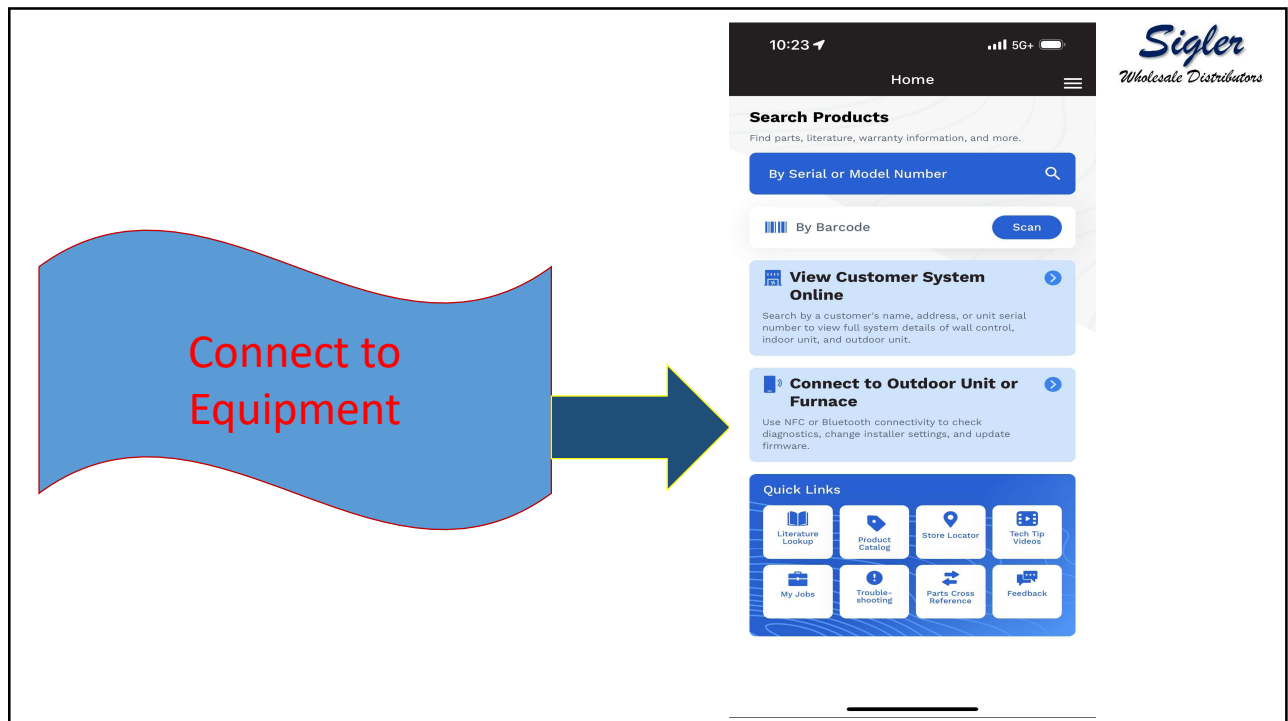 Connect to
Equipment
10:23
5G+
Home
Search Products
Find parts, literature, warranty information, and more.
By Serial or Model Number
By Barcode
Scan
View Customer System
Online
Search by a customer's name, address, or unit serial
number to view full system details of wall control,
indoor unit, and outdoor unit.
Connect to Outdoor Unit or
Furnace
Use NFC or Bluetooth connectivity to check
diagnostics, change installer settings, and update
firmware.
Quick Links
Literature
Lookup
Product
Catalog
Store Locator
Tech Tip
Videos
My Jobs
Trouble-
shooting
Parts Cross
Reference
Feedback
Sigler
Wholesale Distributors